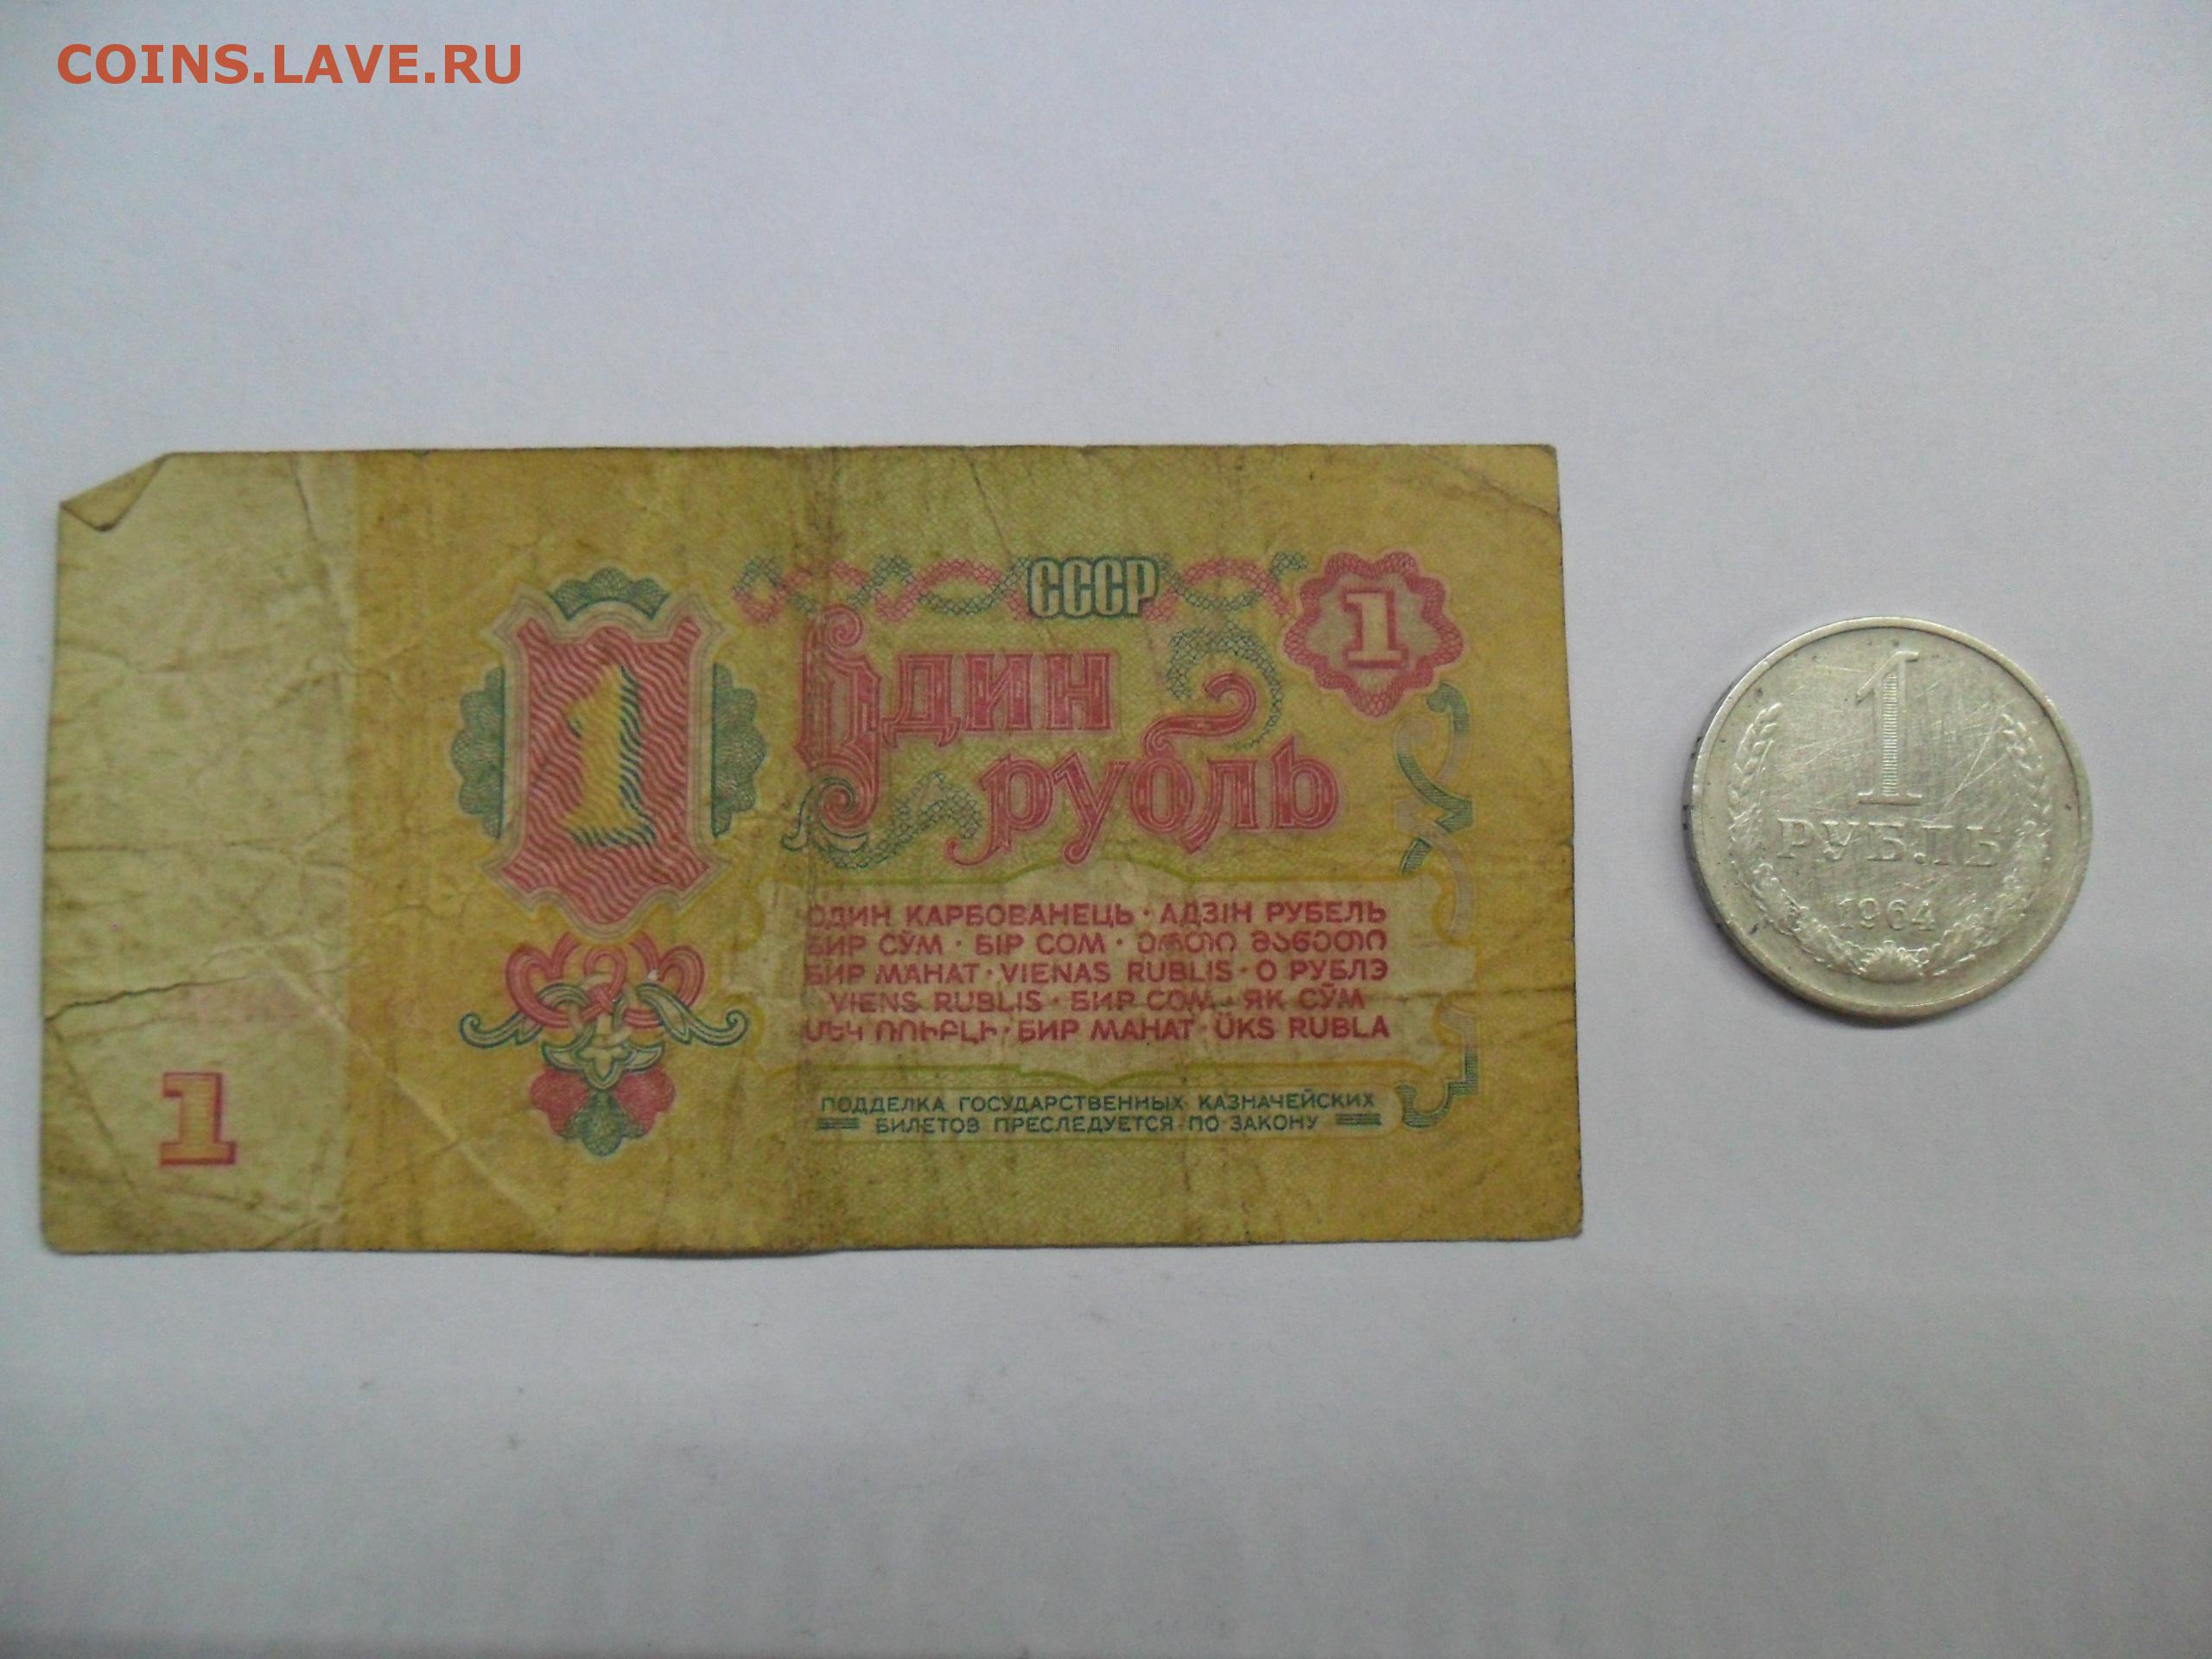 COINS.LAVE.RU
СССР
1
1
Один
рубль
ОДИН КАРБОВАНЕЦЬ · АДЗІН РУБЕЛЬ
БИР СЎМ · БІР СОМ · ᲔᲠᲗᲘ ᲛᲐᲜᲔᲗᲘ
БИР МАНАТ · VIENAS RUBLIS · О РУБЛЭ
VIENS RUBLIS · БИР СОМ · ЯК СӮМ
ՄԵԿ ՌՈՒԲԼԻ · БИР МАНАТ · ÜKS RUBLA
ПОДДЕЛКА ГОСУДАРСТВЕННЫХ КАЗНАЧЕЙСКИХ
БИЛЕТОВ ПРЕСЛЕДУЕТСЯ ПО ЗАКОНУ
1
1
РУБЛЬ
1964